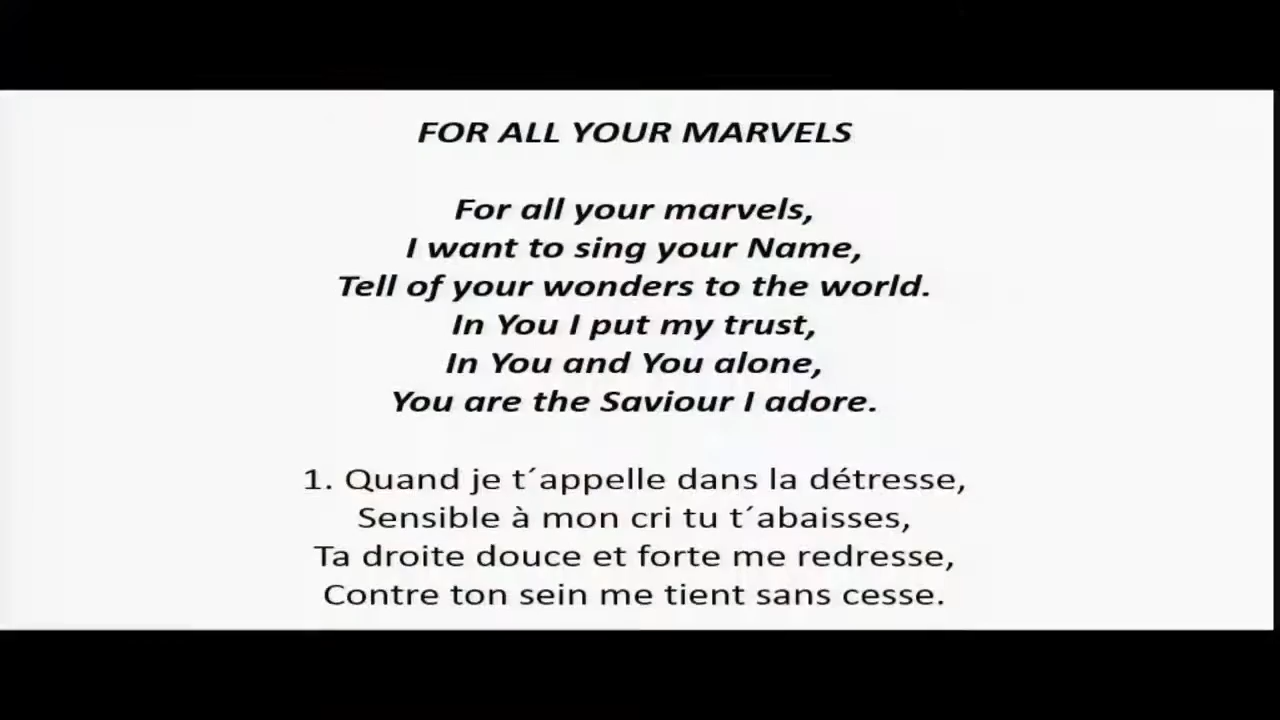 FOR ALL YOUR MARVELS
For all your marvels,
I want to sing your Name,
Tell of your wonders to the world.
In You I put my trust,
In You and You alone,
You are the Saviour I adore.
1. Quand je t´appelle dans la détresse,
Sensible à mon cri tu t´abaisses,
Ta droite douce et forte me redresse,
Contre ton sein me tient sans cesse.